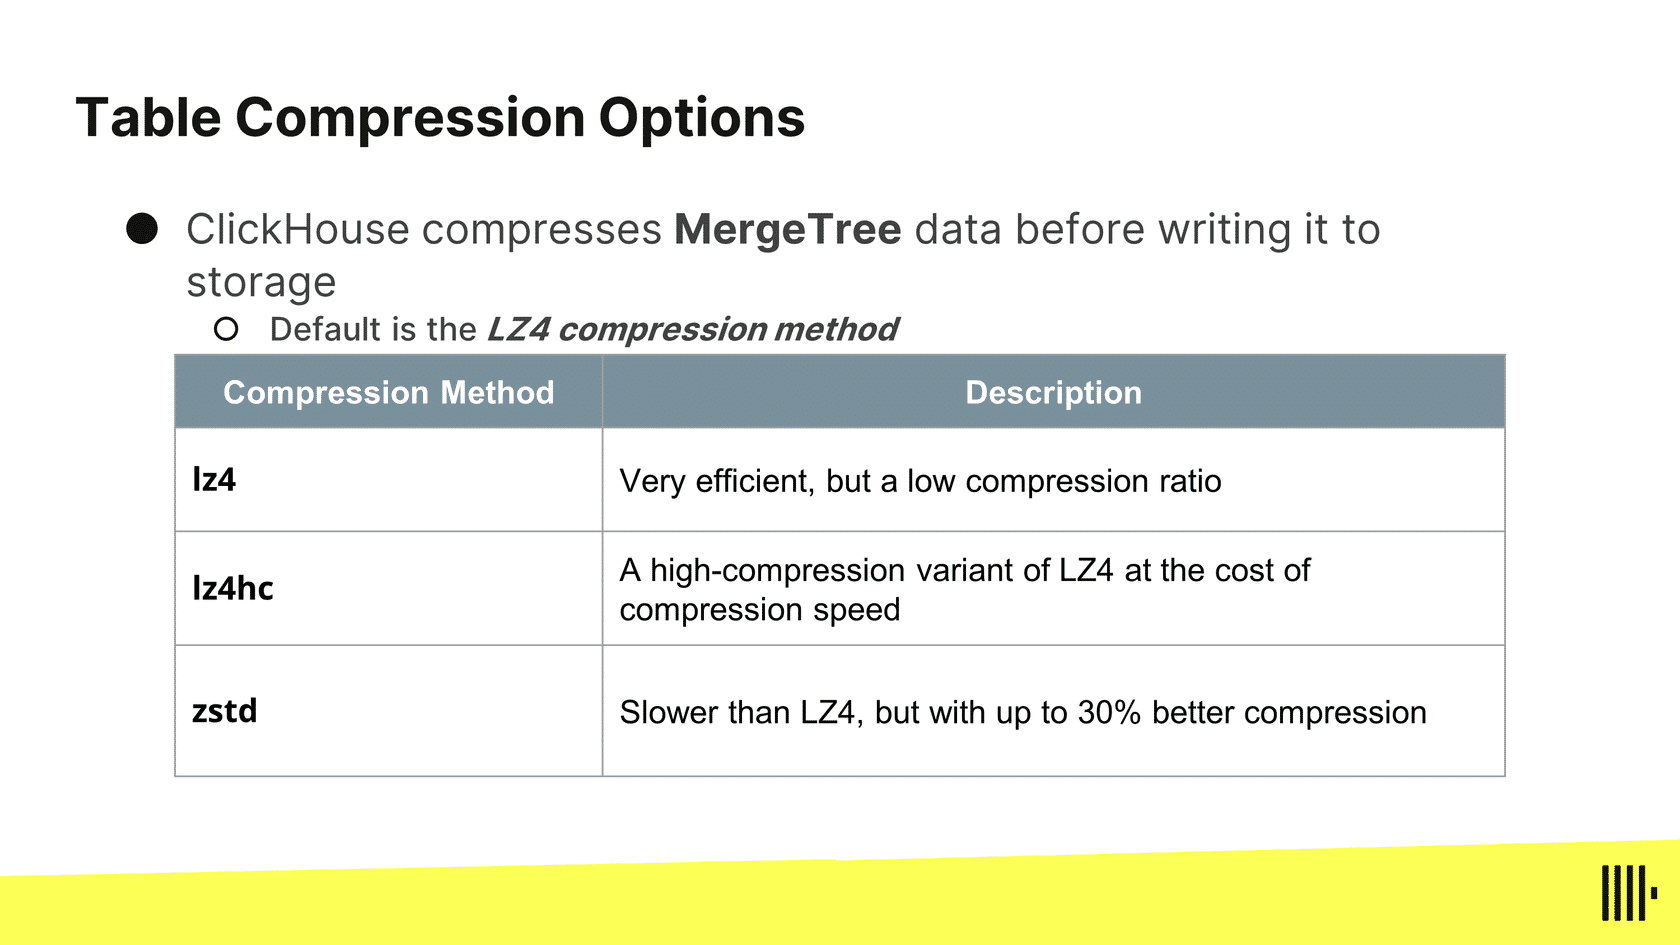 Table Compression Options
● ClickHouse compresses MergeTree data before writing it to
storage
○ Default is the LZ4 compression method
Compression Method Description
lz4 Very efficient, but a low compression ratio
lz4hc A high-compression variant of LZ4 at the cost of
compression speed
zstd Slower than LZ4, but with up to 30% better compression